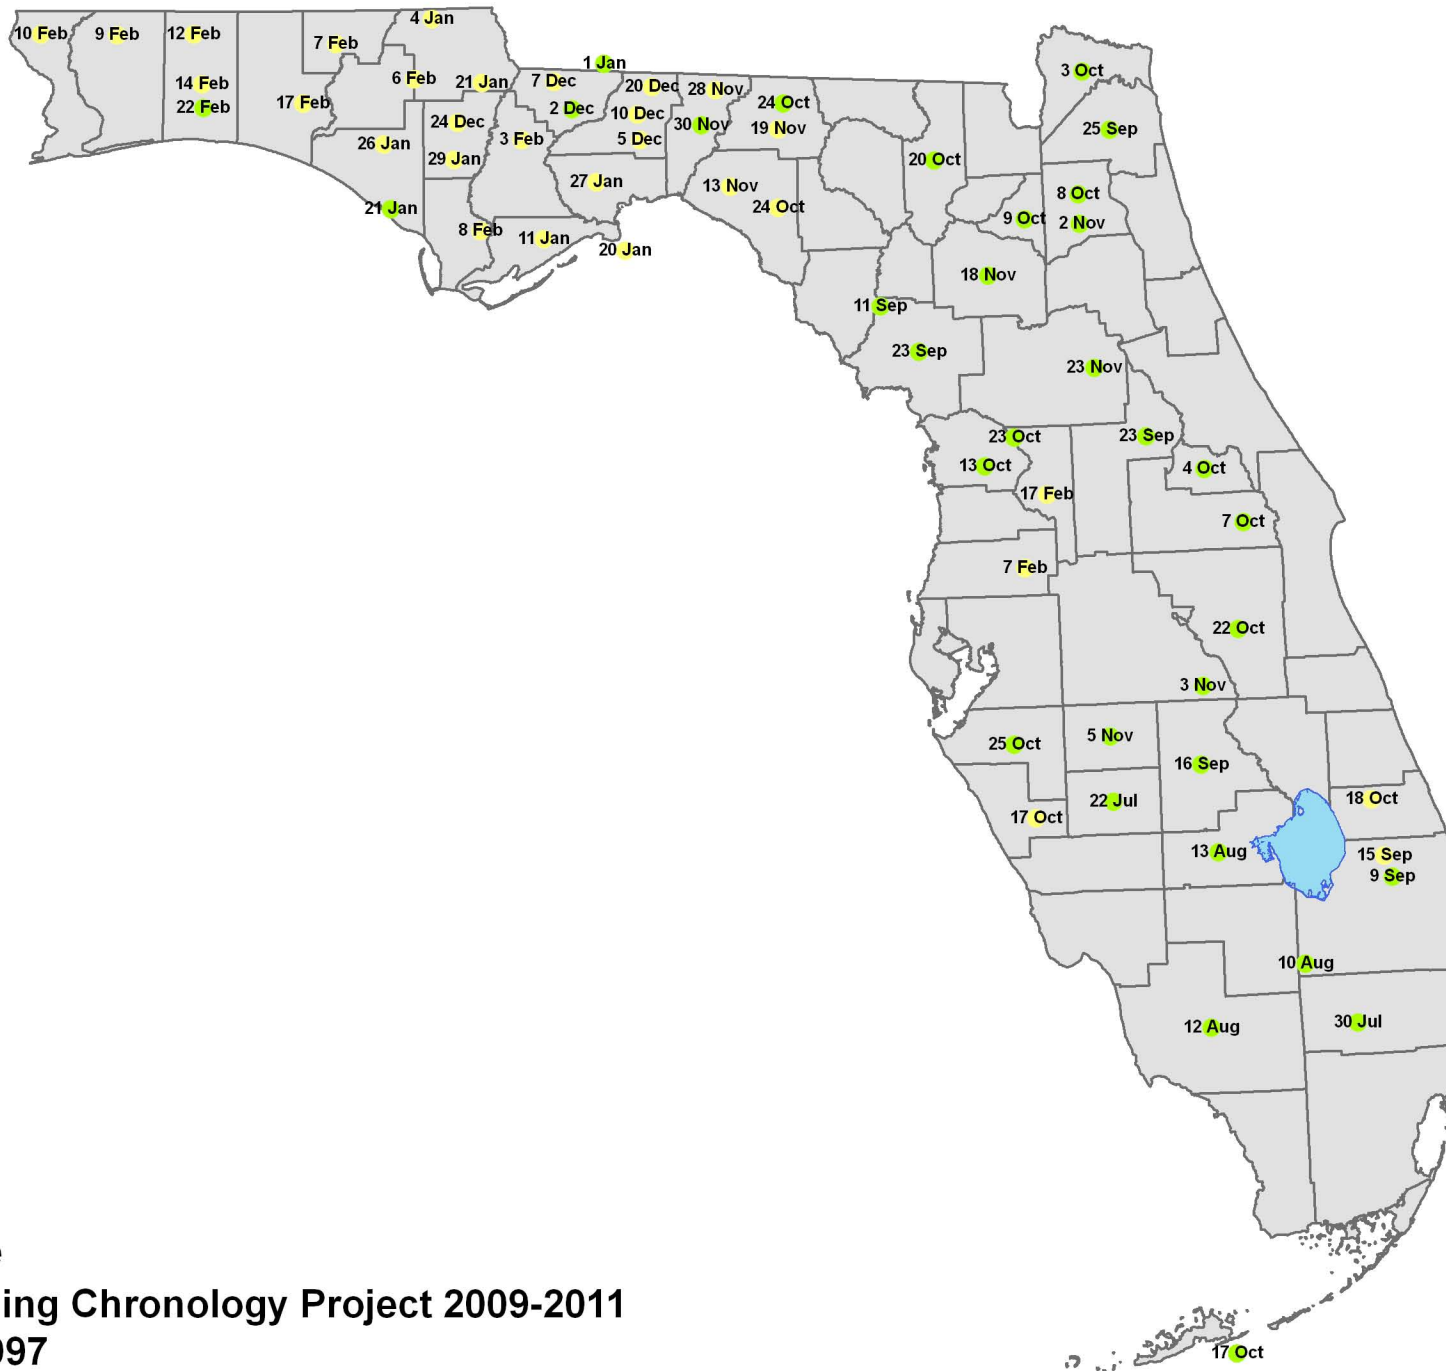 4 Jan
10 Feb
9 Feb
12 Feb
7 Feb
1 Jan
3 Oct
14 Feb
6 Feb
21 Jan
7 Dec
20 Dec
28 Nov
22 Feb
17 Feb
2 Dec
10 Dec
24 Oct
24 Dec
30 Nov
19 Nov
25 Sep
26 Jan
3 Feb
5 Dec
29 Jan
20 Oct
27 Jan
13 Nov
8 Oct
21 Jan
24 Oct
9 Oct
2 Nov
8 Feb
11 Jan
20 Jan
18 Nov
11 Sep
23 Sep
23 Nov
23 Oct
23 Sep
13 Oct
4 Oct
17 Feb
7 Oct
7 Feb
22 Oct
3 Nov
25 Oct
5 Nov
16 Sep
22 Jul
18 Oct
17 Oct
13 Aug
15 Sep
9 Sep
10 Aug
12 Aug
30 Jul
ing Chronology Project 2009-2011
97
17 Oct